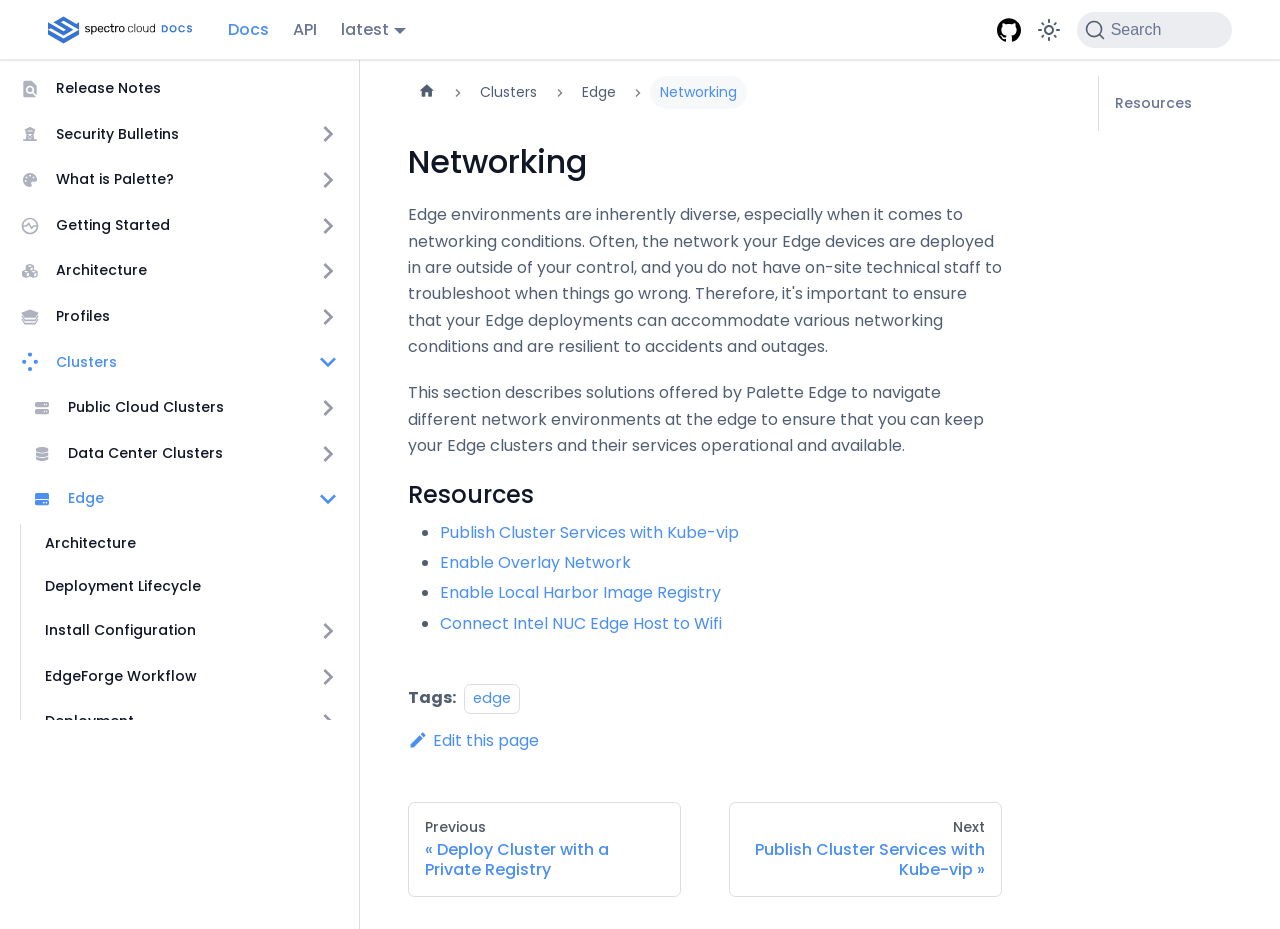 spectro cloud DOCS Docs API latest Search
Release Notes
Security Bulletins
What is Palette?
Getting Started
Architecture
Profiles
Clusters
Public Cloud Clusters
Data Center Clusters
Edge
Architecture
Deployment Lifecycle
Install Configuration
EdgeForge Workflow
Deployment
Clusters Edge Networking
Networking
Edge environments are inherently diverse, especially when it comes to
networking conditions. Often, the network your Edge devices are deployed
in are outside of your control, and you do not have on-site technical staff to
troubleshoot when things go wrong. Therefore, it's important to ensure
that your Edge deployments can accommodate various networking
conditions and are resilient to accidents and outages.
This section describes solutions offered by Palette Edge to navigate
different network environments at the edge to ensure that you can keep
your Edge clusters and their services operational and available.
Resources
Publish Cluster Services with Kube-vip
Enable Overlay Network
Enable Local Harbor Image Registry
Connect Intel NUC Edge Host to Wifi
Tags: edge
Edit this page
Previous
« Deploy Cluster with a
Private Registry
Next
Publish Cluster Services with
Kube-vip »
Resources